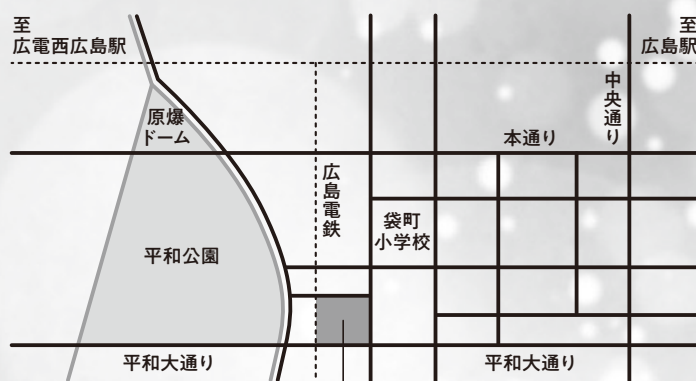 至
広電西広島駅
至
広島駅
中央通り
原爆
ドーム
本通り
広島電鉄
袋町
小学校
平和公園
平和大通り
平和大通り